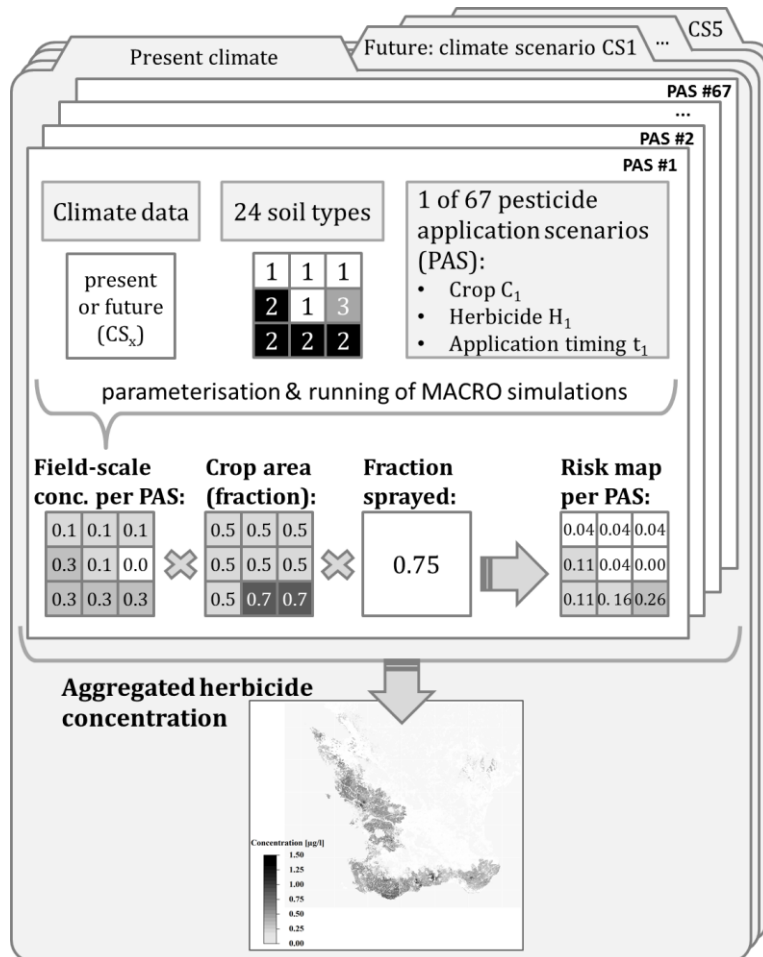 CS5
Future: climate scenario CS1 ...
Present climate
PAS #67
...
PAS #2
PAS #1
Climate data
24 soil types
1 of 67 pesticide
application scenarios
(PAS):
• Crop C₁
• Herbicide H₁
• Application timing t₁
present
or future
(CSₓ)
1 1 1
2 1 3
2 2 2
parameterisation & running of MACRO simulations
Field-scale
conc. per PAS:
Crop area
(fraction):
Fraction
sprayed:
Risk map
per PAS:
0.1 0.1 0.1
0.3 0.1 0.0
0.3 0.3 0.3
0.5 0.5 0.5
0.5 0.5 0.5
0.5 0.7 0.7
0.75
0.04 0.04 0.04
0.11 0.04 0.00
0.11 0.16 0.26
Aggregated herbicide
concentration
Concentration [µg/l]
1.50
1.25
1.00
0.75
0.50
0.25
0.00